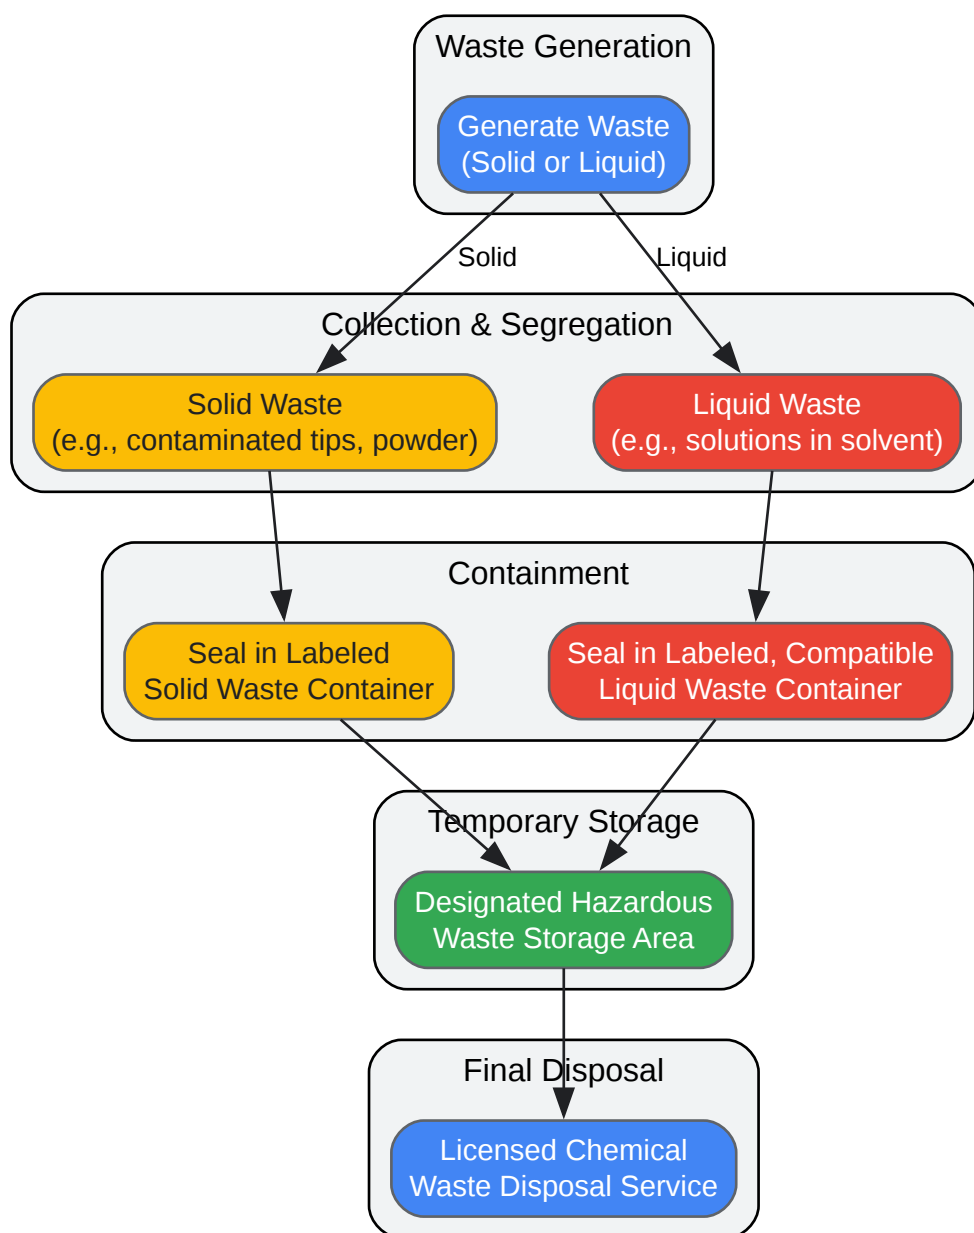 Waste Generation
Generate Waste
(Solid or Liquid)
Solid
Liquid
Collection & Segregation
Solid Waste
(e.g., contaminated tips, powder)
Liquid Waste
(e.g., solutions in solvent)
Containment
Seal in Labeled
Solid Waste Container
Seal in Labeled, Compatible
Liquid Waste Container
Temporary Storage
Designated Hazardous
Waste Storage Area
Final Disposal
Licensed Chemical
Waste Disposal Service